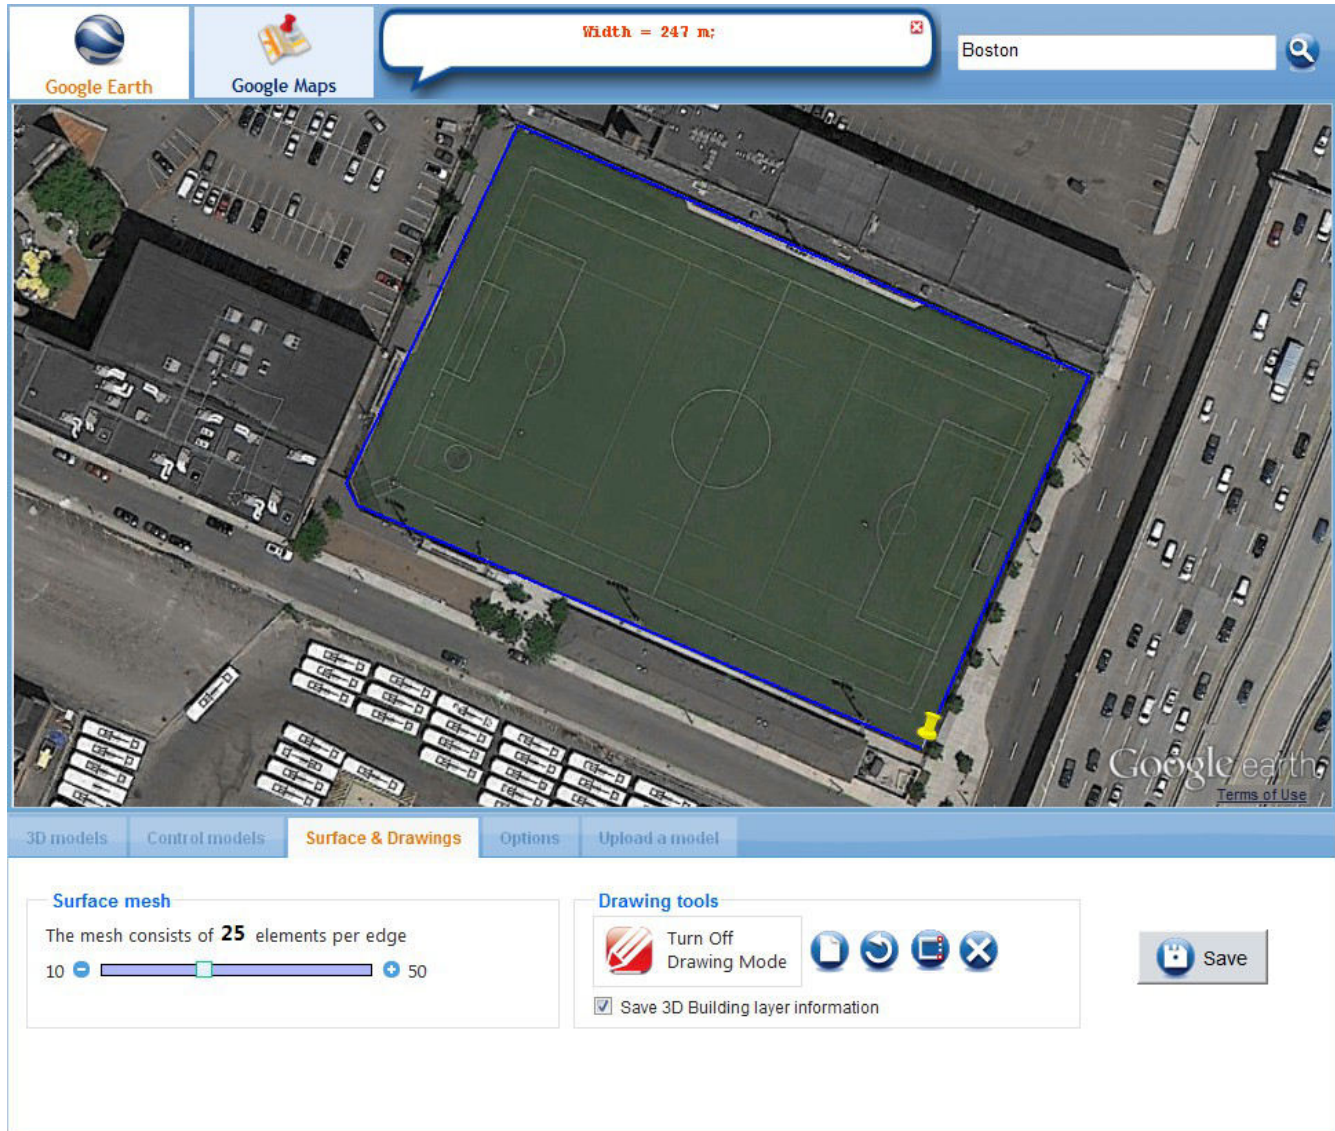 Width = 247 m;
Boston
Google Earth
Google Maps
Google earth
Terms of Use
3D models
Control models
Surface & Drawings
Options
Upload a model
Surface mesh
The mesh consists of 25 elements per edge
10
50
Drawing tools
Turn Off
Drawing Mode
Save 3D Building layer information
Save